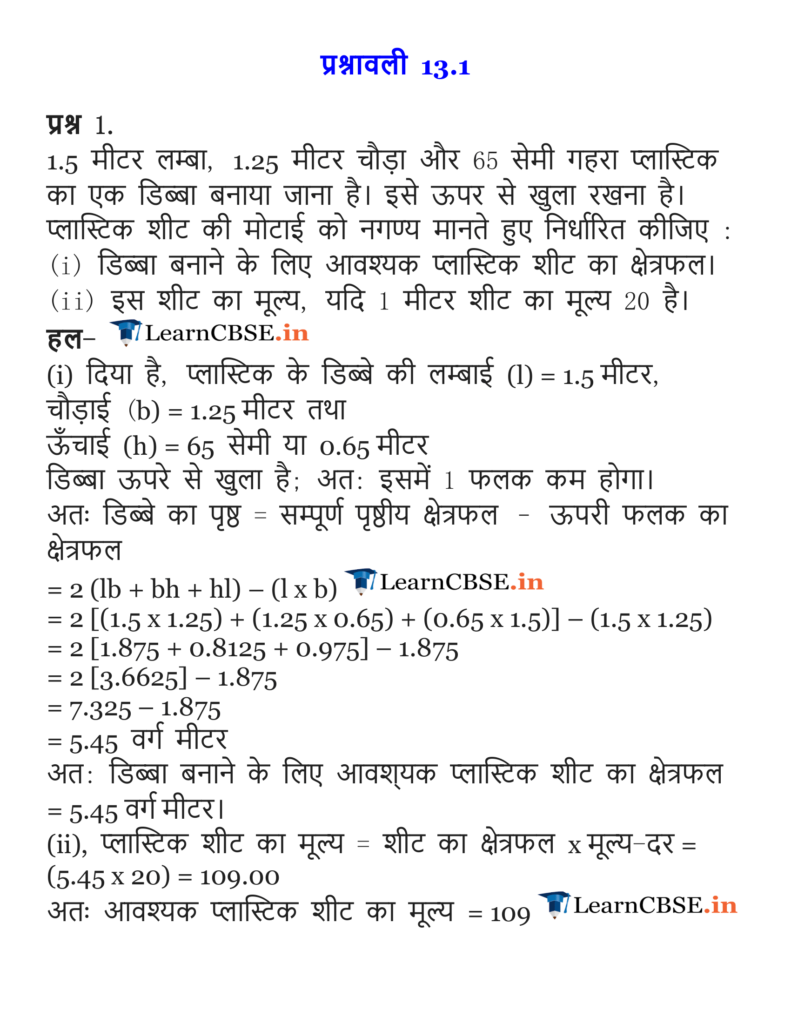 प्रश्नावली 13.1
प्रश्न 1.
1.5 मीटर लम्बा, 1.25 मीटर चौड़ा और 65 सेमी गहरा प्लास्टिक
का एक डिब्बा बनाया जाना है। इसे ऊपर से खुला रखना है।
प्लास्टिक शीट की मोटाई को नगण्य मानते हुए निर्धारित कीजिए :
(i) डिब्बा बनाने के लिए आवश्यक प्लास्टिक शीट का क्षेत्रफल।
(ii) इस शीट का मूल्य, यदि 1 मीटर शीट का मूल्य 20 है।
हल– LearnCBSE.in
(i) दिया है, प्लास्टिक के डिब्बे की लम्बाई (l) = 1.5 मीटर,
चौड़ाई (b) = 1.25 मीटर तथा
ऊँचाई (h) = 65 सेमी या 0.65 मीटर
डिब्बा ऊपरे से खुला है; अत: इसमें 1 फलक कम होगा।
अतः डिब्बे का पृष्ठ = सम्पूर्ण पृष्ठीय क्षेत्रफल - ऊपरी फलक का
क्षेत्रफल
= 2 (lb + bh + hl) – (l x b) LearnCBSE.in
= 2 [(1.5 x 1.25) + (1.25 x 0.65) + (0.65 x 1.5)] – (1.5 x 1.25)
= 2 [1.875 + 0.8125 + 0.975] – 1.875
= 2 [3.6625] – 1.875
= 7.325 – 1.875
= 5.45 वर्ग मीटर
अत: डिब्बा बनाने के लिए आवश्‌यक प्लास्टिक शीट का क्षेत्रफल
= 5.45 वर्ग मीटर।
(ii), प्लास्टिक शीट का मूल्य = शीट का क्षेत्रफल x मूल्य-दर =
(5.45 x 20) = 109.00
अतः आवश्यक प्लास्टिक शीट का मूल्य = 109 LearnCBSE.in